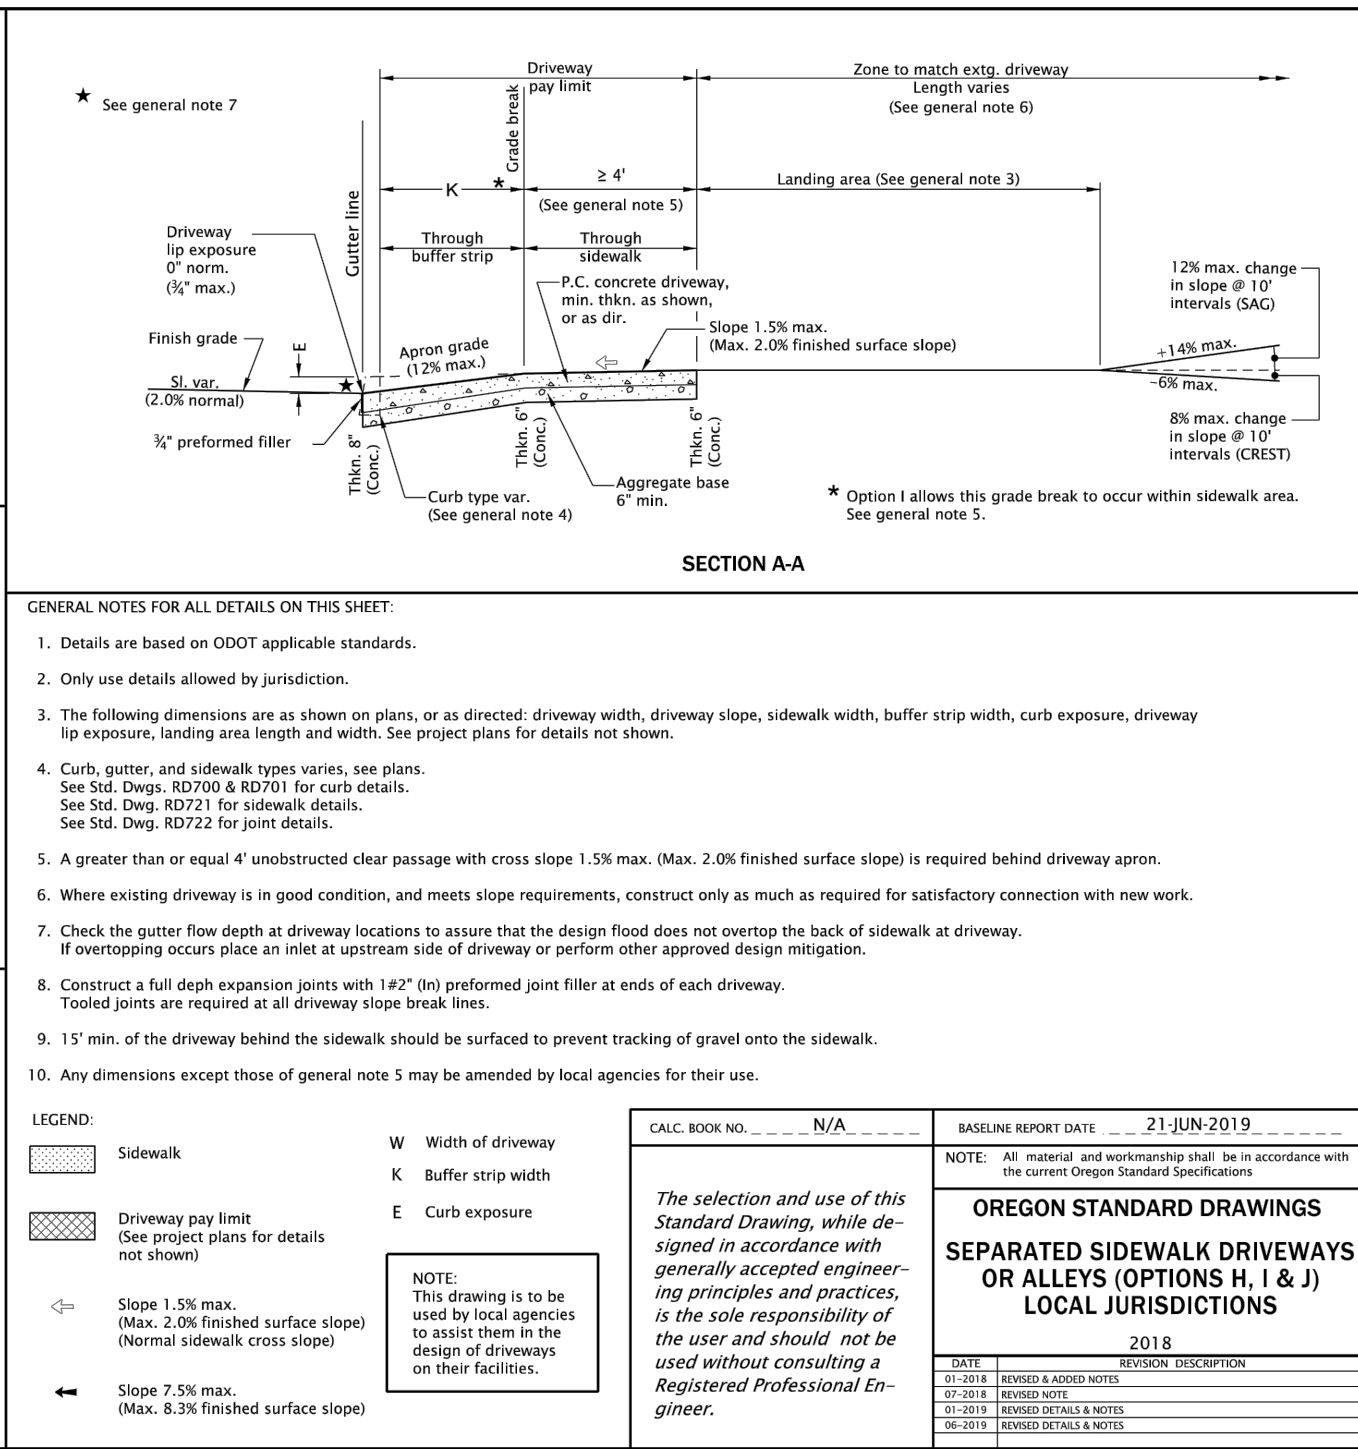 Driveway
pay limit
Zone to match extg. driveway
Length varies
(See general note 6)
★ See general note 7
Grade break
K
*
≥ 4'
(See general note 5)
Landing area (See general note 3)
Gutter line
Driveway
lip exposure
0" norm.
(¾" max.)
Through
buffer strip
Through
sidewalk
P.C. concrete driveway,
min. thkn. as shown,
or as dir.
12% max. change
in slope @ 10'
intervals (SAG)
Slope 1.5% max.
(Max. 2.0% finished surface slope)
Finish grade
E
Apron grade
(12% max.)
+14% max.
-6% max.
★
Sl. var.
(2.0% normal)
¾" preformed filler
Thkn. 8"
(Conc.)
Thkn. 6"
(Conc.)
Thkn. 6"
(Conc.)
8% max. change
in slope @ 10'
intervals (CREST)
Aggregate base
6" min.
Curb type var.
(See general note 4)
* Option I allows this grade break to occur within sidewalk area.
See general note 5.
SECTION A-A
GENERAL NOTES FOR ALL DETAILS ON THIS SHEET:
1. Details are based on ODOT applicable standards.
2. Only use details allowed by jurisdiction.
3. The following dimensions are as shown on plans, or as directed: driveway width, driveway slope, sidewalk width, buffer strip width, curb exposure, driveway
lip exposure, landing area length and width. See project plans for details not shown.
4. Curb, gutter, and sidewalk types varies, see plans.
See Std. Dwgs. RD700 & RD701 for curb details.
See Std. Dwg. RD721 for sidewalk details.
See Std. Dwg. RD722 for joint details.
5. A greater than or equal 4' unobstructed clear passage with cross slope 1.5% max. (Max. 2.0% finished surface slope) is required behind driveway apron.
6. Where existing driveway is in good condition, and meets slope requirements, construct only as much as required for satisfactory connection with new work.
7. Check the gutter flow depth at driveway locations to assure that the design flood does not overtop the back of sidewalk at driveway.
If overtopping occurs place an inlet at upstream side of driveway or perform other approved design mitigation.
8. Construct a full deph expansion joints with 1#2" (In) preformed joint filler at ends of each driveway.
Tooled joints are required at all driveway slope break lines.
9. 15' min. of the driveway behind the sidewalk should be surfaced to prevent tracking of gravel onto the sidewalk.
10. Any dimensions except those of general note 5 may be amended by local agencies for their use.
LEGEND:
Sidewalk
Driveway pay limit
(See project plans for details
not shown)
Slope 1.5% max.
(Max. 2.0% finished surface slope)
(Normal sidewalk cross slope)
Slope 7.5% max.
(Max. 8.3% finished surface slope)
W Width of driveway
K Buffer strip width
E Curb exposure
NOTE:
This drawing is to be
used by local agencies
to assist them in the
design of driveways
on their facilities.
CALC. BOOK NO. N/A
The selection and use of this
Standard Drawing, while de-
signed in accordance with
generally accepted engineer-
ing principles and practices,
is the sole responsibility of
the user and should not be
used without consulting a
Registered Professional En-
gineer.
BASELINE REPORT DATE 21-JUN-2019
NOTE: All material and workmanship shall be in accordance with
the current Oregon Standard Specifications
OREGON STANDARD DRAWINGS
SEPARATED SIDEWALK DRIVEWAYS
OR ALLEYS (OPTIONS H, I & J)
LOCAL JURISDICTIONS
2018
DATE REVISION DESCRIPTION
01-2018 REVISED & ADDED NOTES
07-2018 REVISED NOTE
01-2019 REVISED DETAILS & NOTES
06-2019 REVISED DETAILS & NOTES